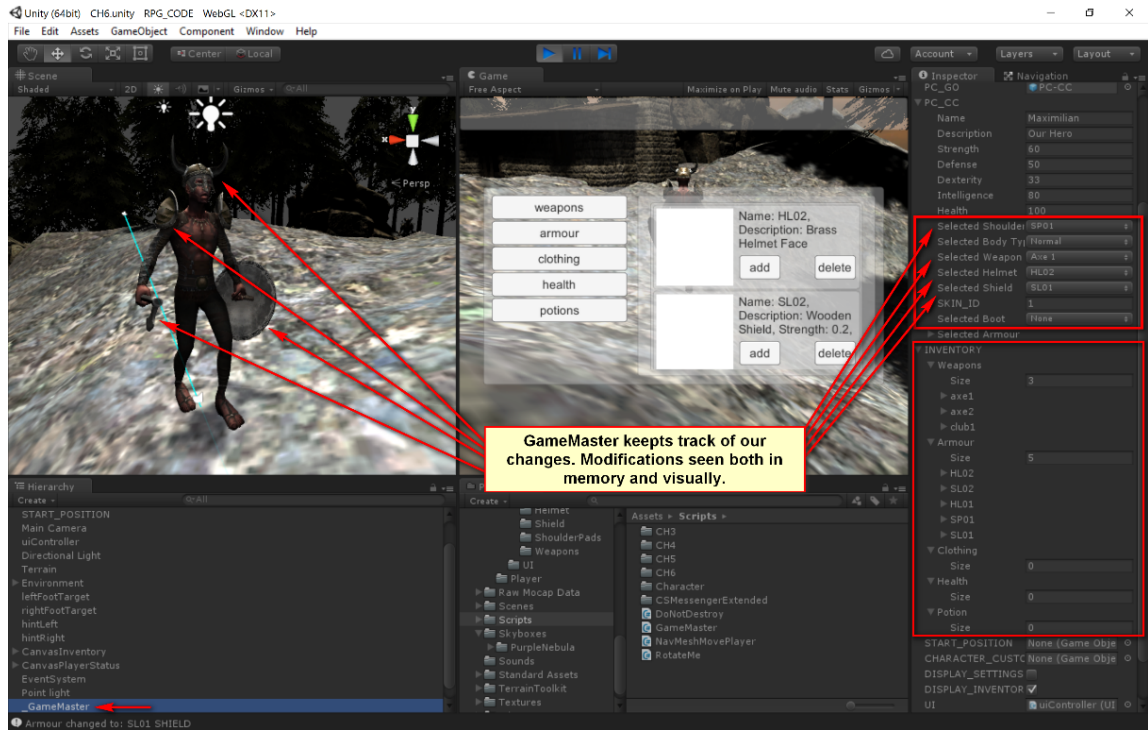 Unity (64bit) CH6.unity RPG_CODE WebGL <DX11>
File Edit Assets GameObject Component Window Help
Center Local
Account Layers Layout
Scene
Shaded 2D Gizmos All
Persp
Game
Free Aspect Maximize on Play Mute audio Stats Gizmos
weapons
armour
clothing
health
potions
Name: HL02,
Description: Brass
Helmet Face
add delete
Name: SL02,
Description: Wooden
Shield, Strength: 0.2,
add delete
GameMaster keepts track of our
changes. Modifications seen both in
memory and visually.
Inspector Navigation
PC_GO PC-CC
PC_CC
Name Maximilian
Description Our Hero
Strength 60
Defense 50
Dexterity 33
Intelligence 80
Health 100
Selected Shoulder SP01
Selected Body Typ Normal
Selected Weapon Axe 1
Selected Helmet HL02
Selected Shield SL01
SKIN_ID 1
Selected Boot None
Selected Armour
INVENTORY
Weapons
Size 3
axe1
axe2
club1
Armour
Size 5
HL02
SL02
HL01
SP01
SL01
Clothing
Size 0
Health
Size 0
Potion
Size 0
START_POSITION None (Game Obje
CHARACTER_CUSTC None (Game Obje
DISPLAY_SETTINGS
DISPLAY_INVENTOR
UI uiController (UI
Hierarchy
Create All
START_POSITION
Main Camera
uiController
Directional Light
Terrain
Environment
leftFootTarget
rightFootTarget
hintLeft
hintRight
CanvasInventory
CanvasPlayerStatus
EventSystem
Point light
_GameMaster
Create
Helmet
Shield
ShoulderPads
Weapons
UI
Player
Raw Mocap Data
Scenes
Scripts
Skyboxes
PurpleNebula
Sounds
Standard Assets
TerrainToolkit
Textures
Assets Scripts
CH3
CH4
CH5
CH6
Character
CSMessengerExtended
DoNotDestroy
GameMaster
NavMeshMovePlayer
RotateMe
Armour changed to: SL01 SHIELD